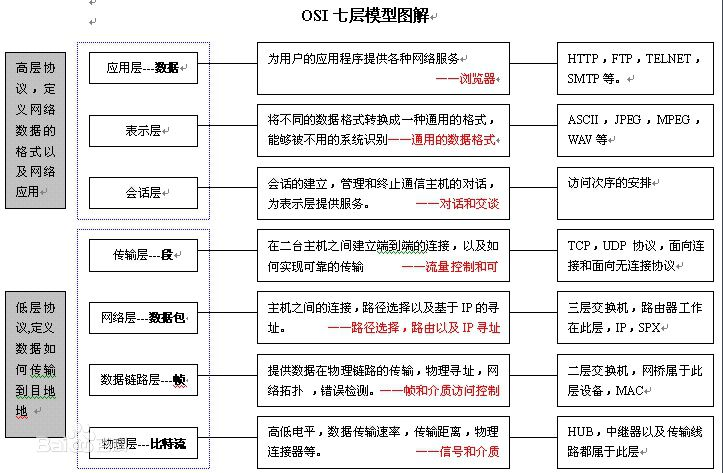 OSI 七层模型图解
高层协
议，定
义网络
数据的
格式以
及网络
应用
应用层---数据
为用户的应用程序提供各种网络服务
——浏览器
HTTP，FTP，TELNET，
SMTP 等。
表示层
将不同的数据格式转换成一种通用的格式，
能够被不用的系统识别——通用的数据格式
ASCII，JPEG，MPEG，
WAV 等
会话层
会话的建立，管理和终止通信主机的对话，
为表示层提供服务。 ——对话和交谈
访问次序的安排
低层协
议,定义
数据如
何传输
到目地
地
传输层---段
在二台主机之间建立端到端的连接，以及如
何实现可靠的传输 ——流量控制和可
TCP，UDP 协议，面向连
接和面向无连接协议
网络层---数据包
主机之间的连接，路径选择以及基于 IP 的寻
址。 ——路径选择，路由以及 IP 寻址
三层交换机，路由器工作
在此层，IP，SPX
数据链路层---帧
提供数据在物理链路的传输，物理寻址，网
络拓扑 ，错误检测。——帧和介质访问控制
二层交换机，网桥属于此
层设备，MAC
物理层---比特流
高低电平，数据传输速率，传输距离，物理
连接器等。 ——信号和介质
HUB，中继器以及传输线
路都属于此层